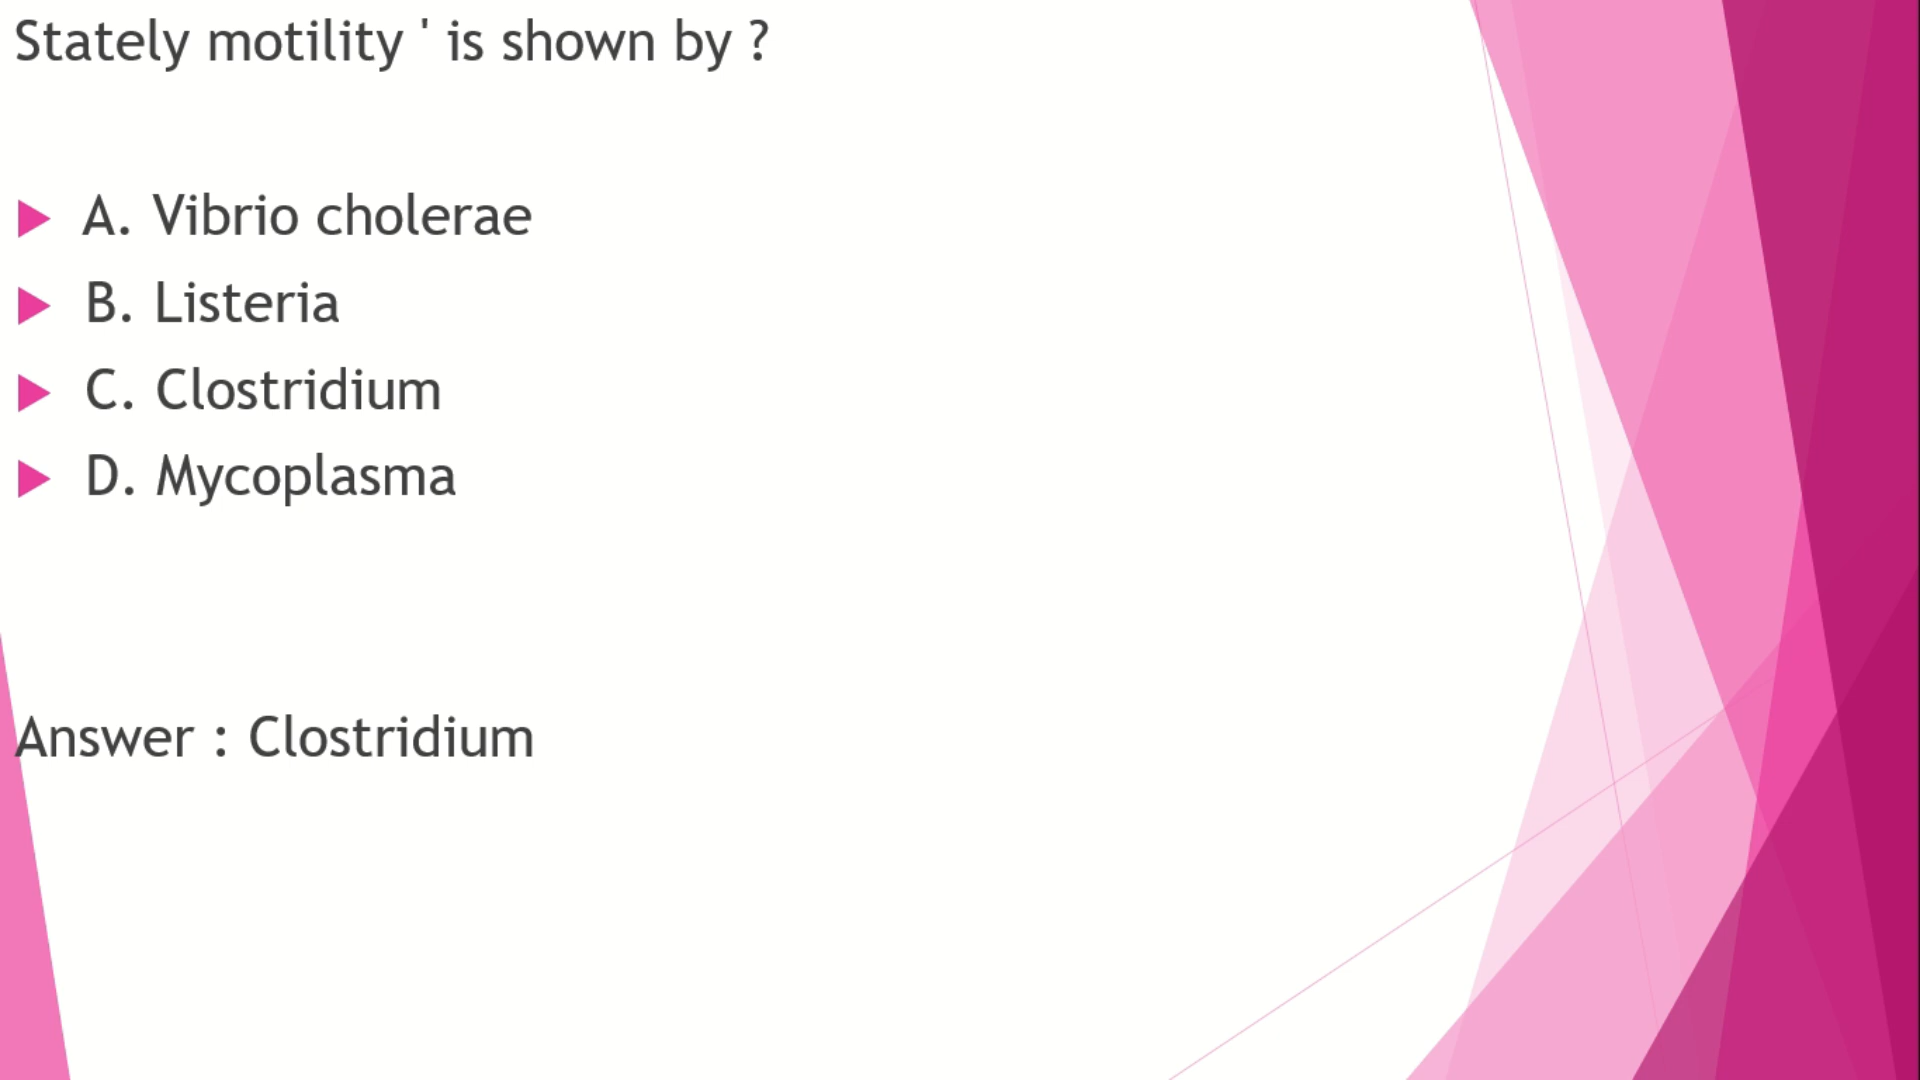 Stately motility ' is shown by ?
A. Vibrio cholerae
B. Listeria
C. Clostridium
D. Mycoplasma
Answer : Clostridium